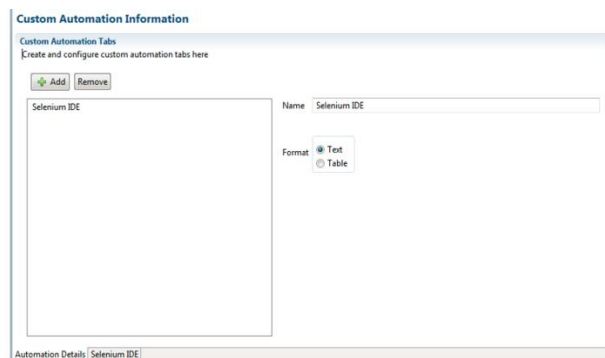 Custom Automation Information
Custom Automation Tabs
Create and configure custom automation tabs here
Add Remove
Selenium IDE
Name Selenium IDE
Format Text
Table
Automation Details Selenium IDE